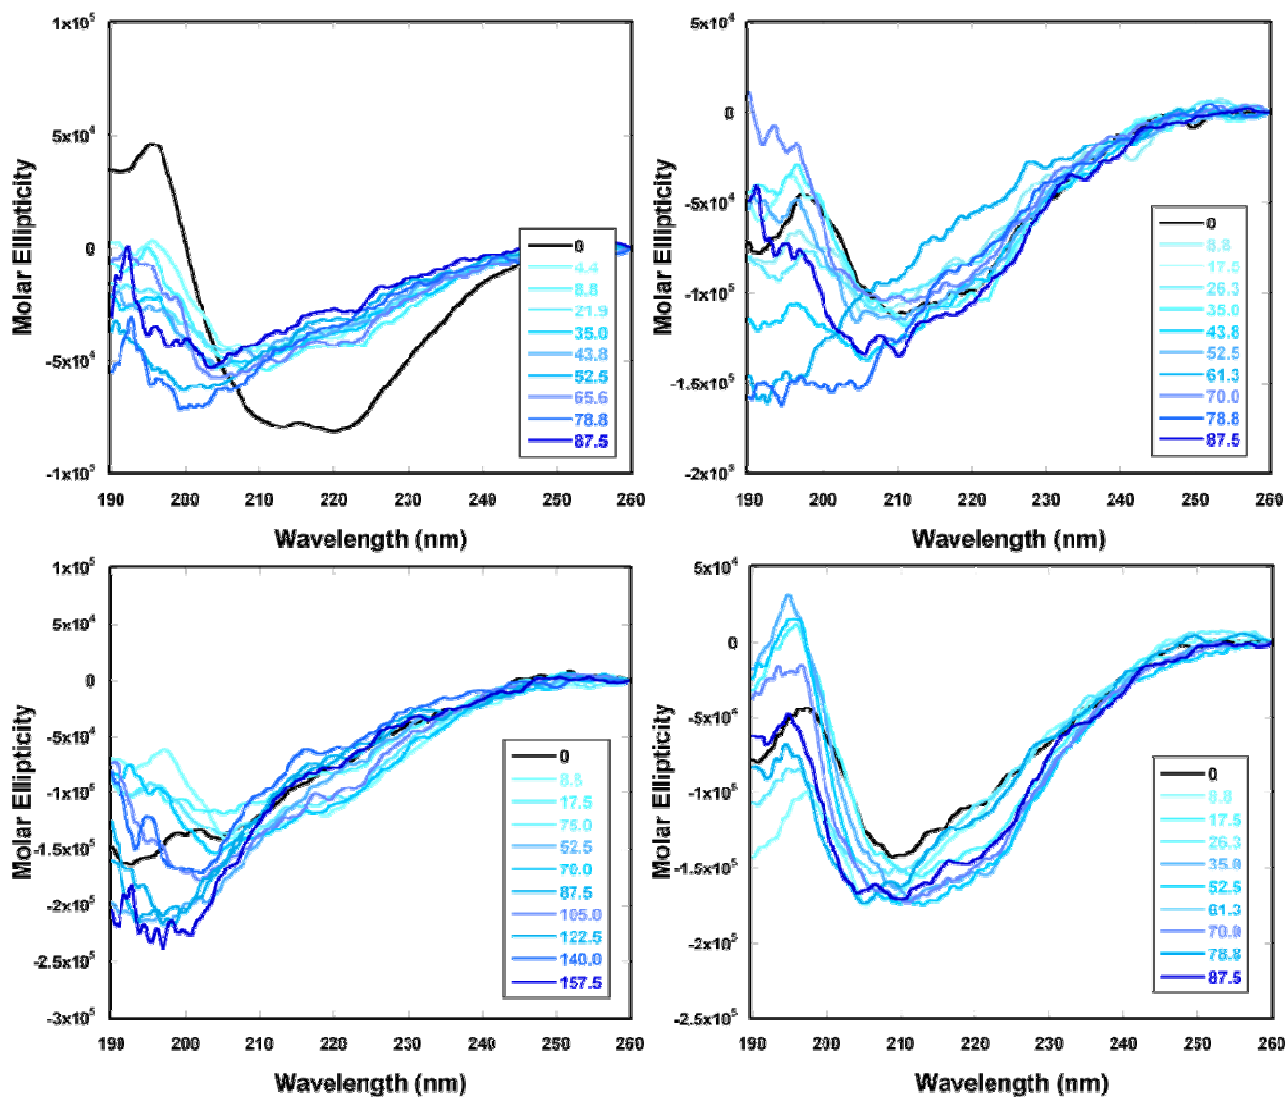 1x10⁵
5x10⁴
0
-5x10⁴
-1x10⁵
Molar Ellipticity
0
4.4
8.8
21.9
35.0
43.8
52.5
65.6
78.8
87.5
190 200 210 220 230 240 250 260
Wavelength (nm)
5x10⁴
0
-5x10⁴
-1x10⁵
-1.5x10⁵
Molar Ellipticity
0
8.8
17.5
26.3
35.0
43.8
52.5
61.3
70.0
78.8
87.5
190 200 210 220 230 240 250 260
Wavelength (nm)
1x10⁵
5x10⁴
0
-5x10⁴
-1x10⁵
-1.5x10⁵
-2x10⁵
-2.5x10⁵
-3x10⁵
Molar Ellipticity
0
8.8
17.5
52.5
70.0
87.5
105.0
122.5
140.0
157.5
190 200 210 220 230 240 250 260
Wavelength (nm)
5x10⁴
0
-5x10⁴
-1x10⁵
-1.5x10⁵
-2x10⁵
-2.5x10⁵
Molar Ellipticity
0
8.8
17.5
26.3
35.0
52.5
61.3
70.0
78.8
87.5
190 200 210 220 230 240 250 260
Wavelength (nm)